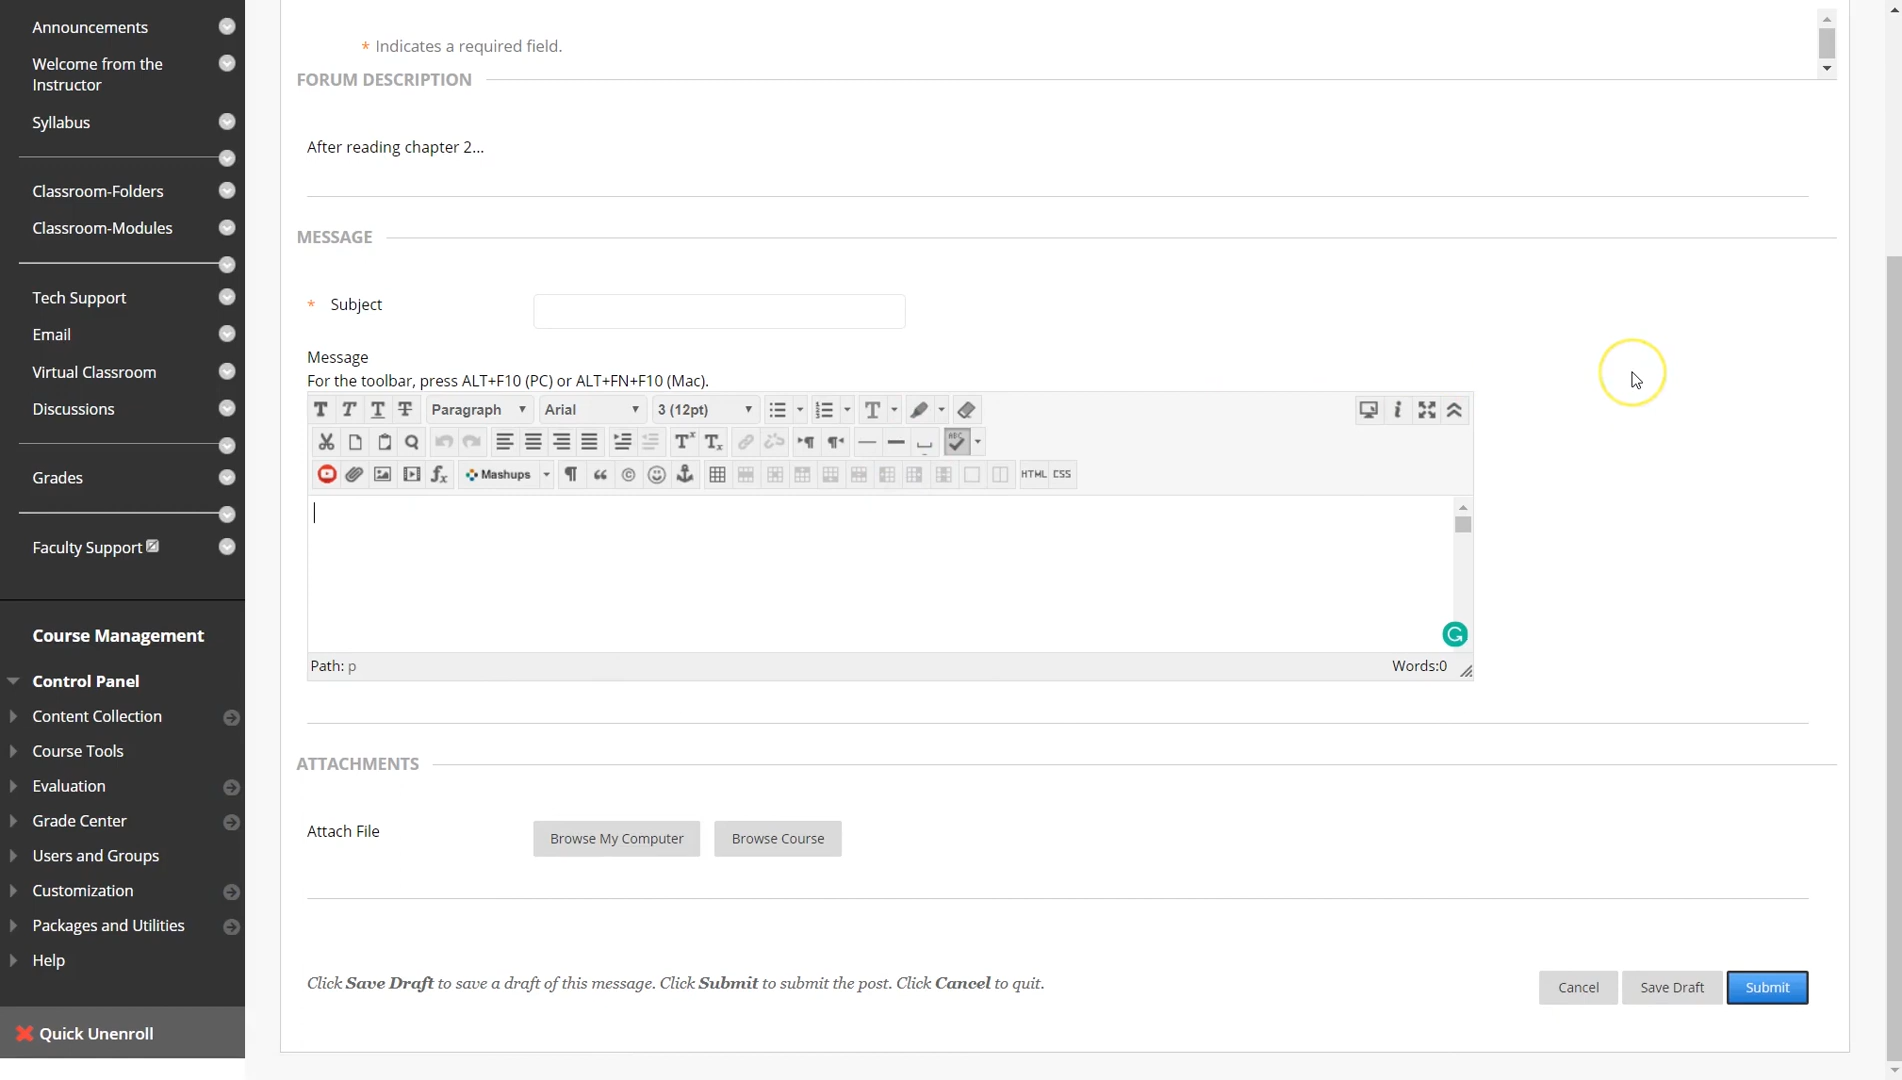 Announcements
Welcome from the
Instructor
Syllabus
Classroom-Folders
Classroom-Modules
Tech Support
Email
Virtual Classroom
Discussions
Grades
Faculty Support
Course Management
Control Panel
Content Collection
Course Tools
Evaluation
Grade Center
Users and Groups
Customization
Packages and Utilities
Help
Quick Unenroll
* Indicates a required field.
FORUM DESCRIPTION
After reading chapter 2...
MESSAGE
* Subject
Message
For the toolbar, press ALT+F10 (PC) or ALT+FN+F10 (Mac).
T T T T Paragraph Arial 3 (12pt) T
ABC
Mashups HTML CSS
Path: p Words:0
ATTACHMENTS
Attach File Browse My Computer Browse Course
Click Save Draft to save a draft of this message. Click Submit to submit the post. Click Cancel to quit.
Cancel Save Draft Submit